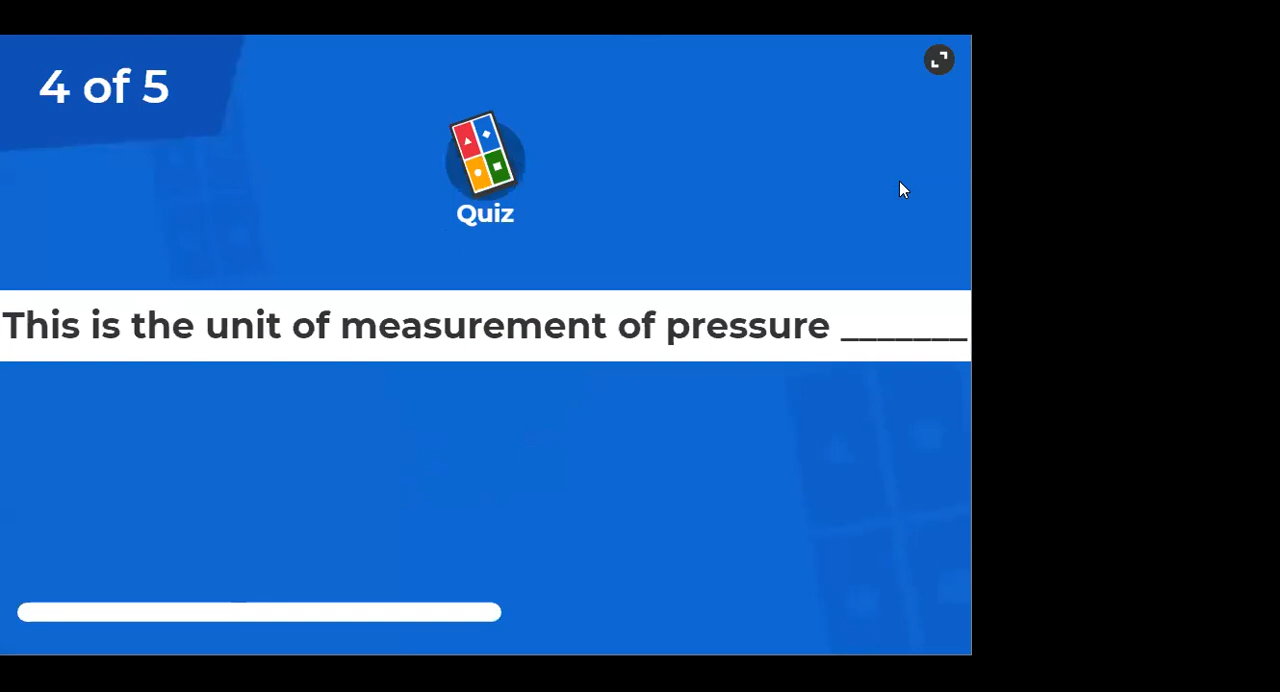 4 of 5
Quiz
This is the unit of measurement of pressure _______